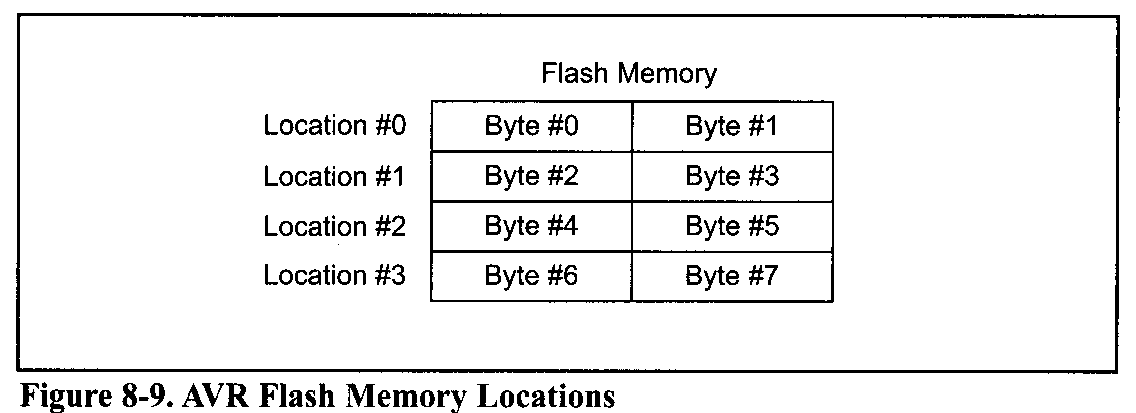 Flash Memory
Location #0 Byte #0 Byte #1
Location #1 Byte #2 Byte #3
Location #2 Byte #4 Byte #5
Location #3 Byte #6 Byte #7
Figure 8-9. AVR Flash Memory Locations